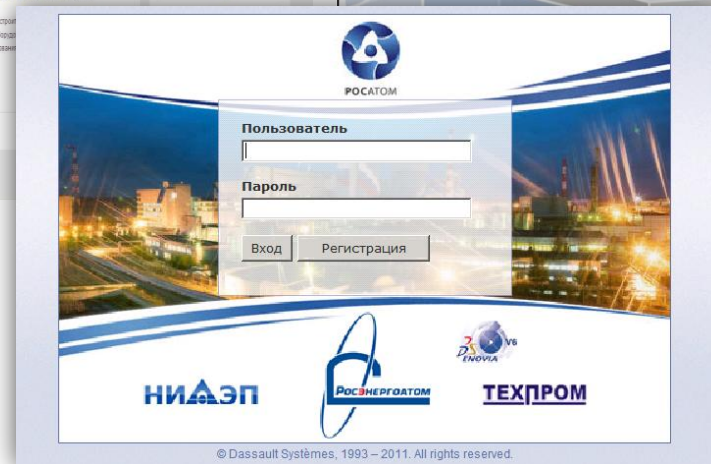 РОСАТОМ
Пользователь
Пароль
Вход Регистрация
V6
ENOVIA
НИАЭП
РОСЭНЕРГОАТОМ
ТЕХПРОМ
© Dassault Systèmes, 1993 – 2011. All rights reserved.